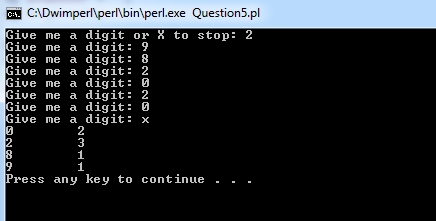 C:\Dwimperl\perl\bin\perl.exe Question5.pl
Give me a digit or X to stop: 2
Give me a digit: 9
Give me a digit: 8
Give me a digit: 2
Give me a digit: 0
Give me a digit: 2
Give me a digit: 0
Give me a digit: x
0 2
2 3
8 1
9 1
Press any key to continue . . .